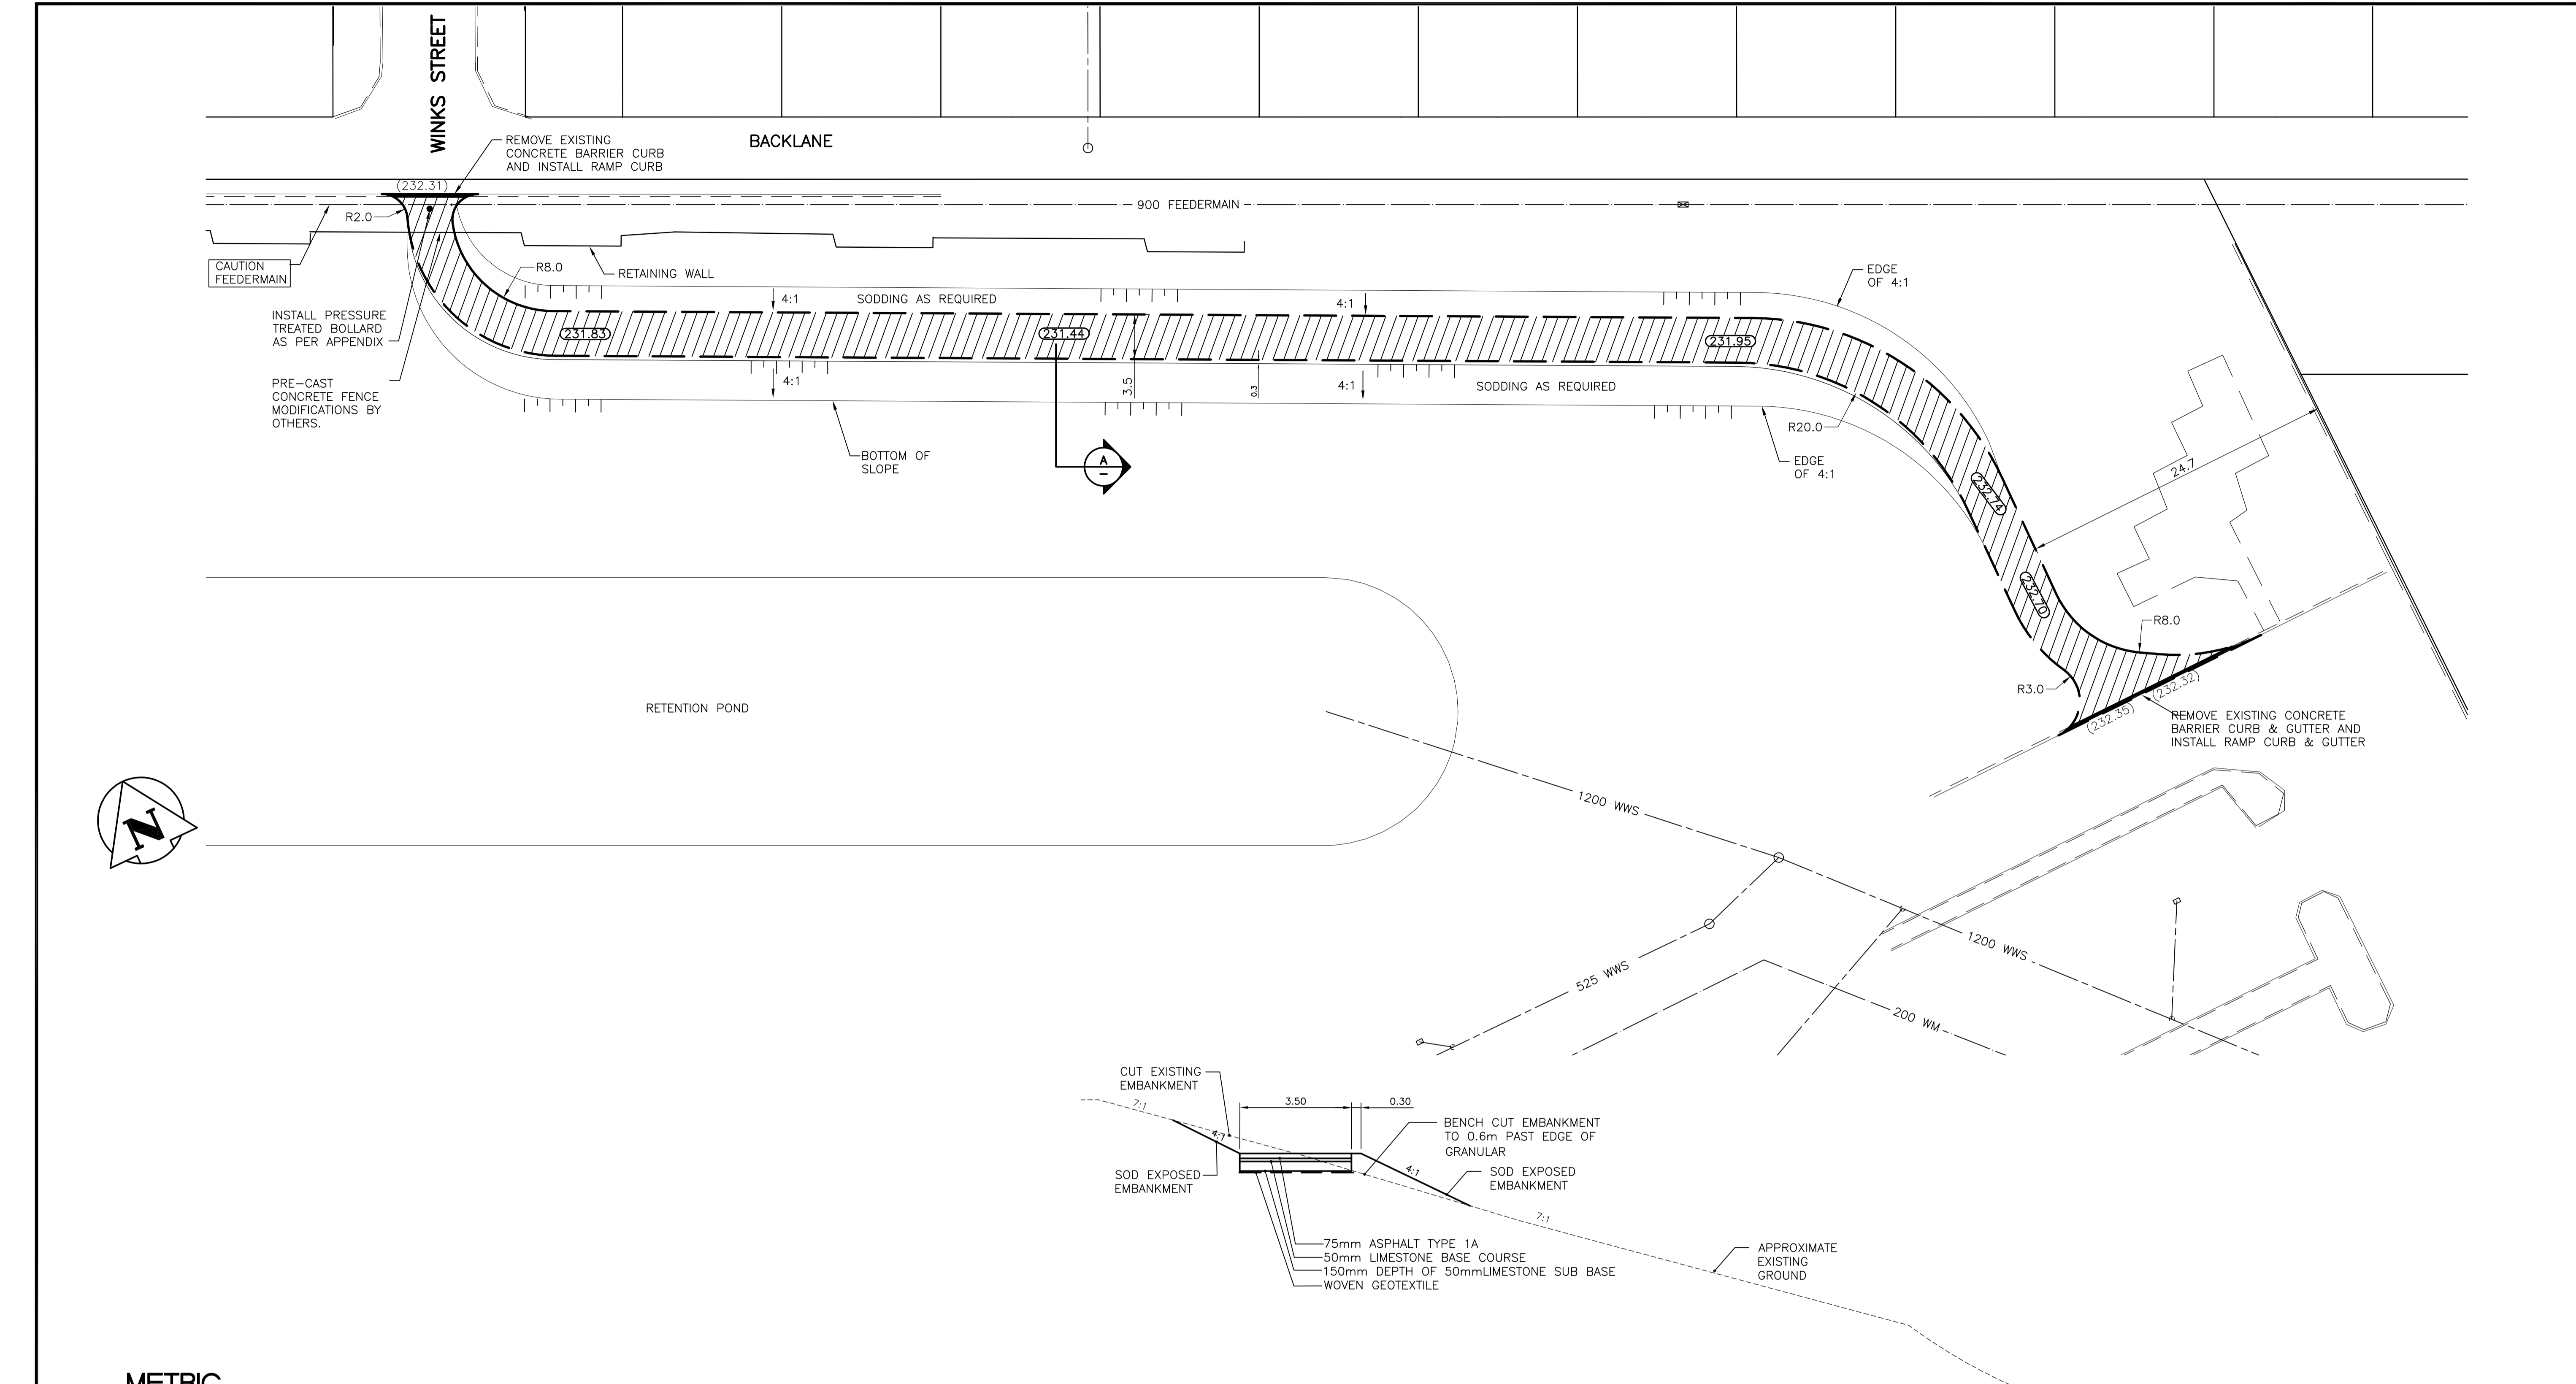 WINKS STREET
BACKLANE
REMOVE EXISTING
CONCRETE BARRIER CURB
AND INSTALL RAMP CURB
(232.31)
R2.0
900 FEEDERMAIN
CAUTION
FEEDERMAIN
R8.0
RETAINING WALL
EDGE
OF 4:1
4:1
SODDING AS REQUIRED
4:1
INSTALL PRESSURE
TREATED BOLLARD
AS PER APPENDIX
231.83
231.44
231.95
4:1
3.5
0.3
4:1
SODDING AS REQUIRED
PRE-CAST
CONCRETE FENCE
MODIFICATIONS BY
OTHERS.
R20.0
BOTTOM OF
SLOPE
A
-
EDGE
OF 4:1
24.7
232.74
232.70
R8.0
R3.0
(232.32)
(232.35)
REMOVE EXISTING CONCRETE
BARRIER CURB & GUTTER AND
INSTALL RAMP CURB & GUTTER
RETENTION POND
N
1200 WWS
1200 WWS
525 WWS
200 WM
CUT EXISTING
EMBANKMENT
7:1
3.50
0.30
4:1
BENCH CUT EMBANKMENT
TO 0.6m PAST EDGE OF
GRANULAR
SOD EXPOSED
EMBANKMENT
4:1
SOD EXPOSED
EMBANKMENT
7:1
75mm ASPHALT TYPE 1A
50mm LIMESTONE BASE COURSE
150mm DEPTH OF 50mmLIMESTONE SUB BASE
WOVEN GEOTEXTILE
APPROXIMATE
EXISTING
GROUND
METRIC